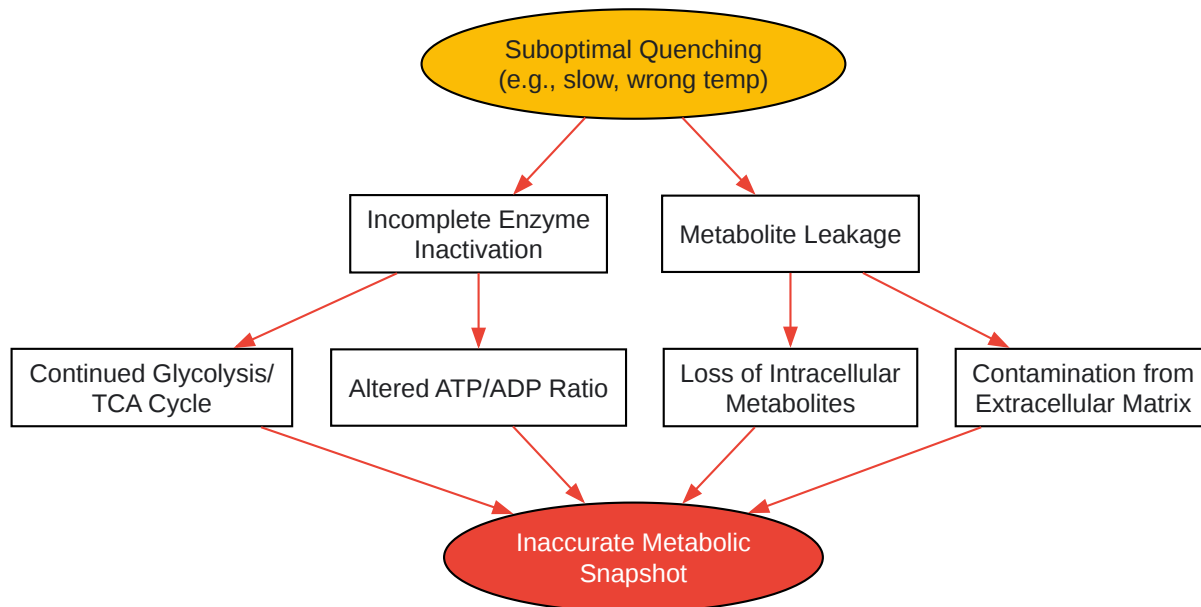 Suboptimal Quenching
(e.g., slow, wrong temp)
Incomplete Enzyme
Inactivation
Metabolite Leakage
Continued Glycolysis/
TCA Cycle
Altered ATP/ADP Ratio
Loss of Intracellular
Metabolites
Contamination from
Extracellular Matrix
Inaccurate Metabolic
Snapshot